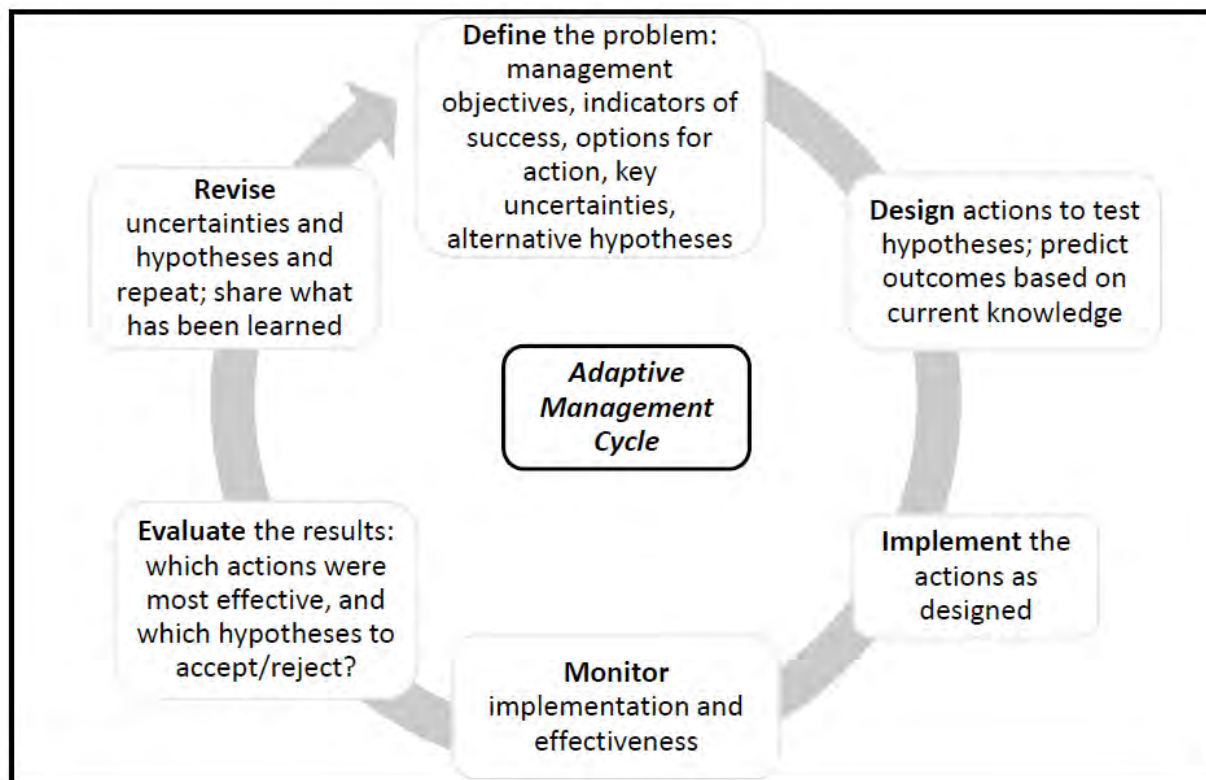 Define the problem:
management
objectives, indicators of
success, options for
action, key
uncertainties,
alternative hypotheses
Design actions to test
hypotheses; predict
outcomes based on
current knowledge
Implement the
actions as
designed
Monitor
implementation and
effectiveness
Evaluate the results:
which actions were
most effective, and
which hypotheses to
accept/reject?
Revise
uncertainties and
hypotheses and
repeat; share what
has been learned
Adaptive
Management
Cycle